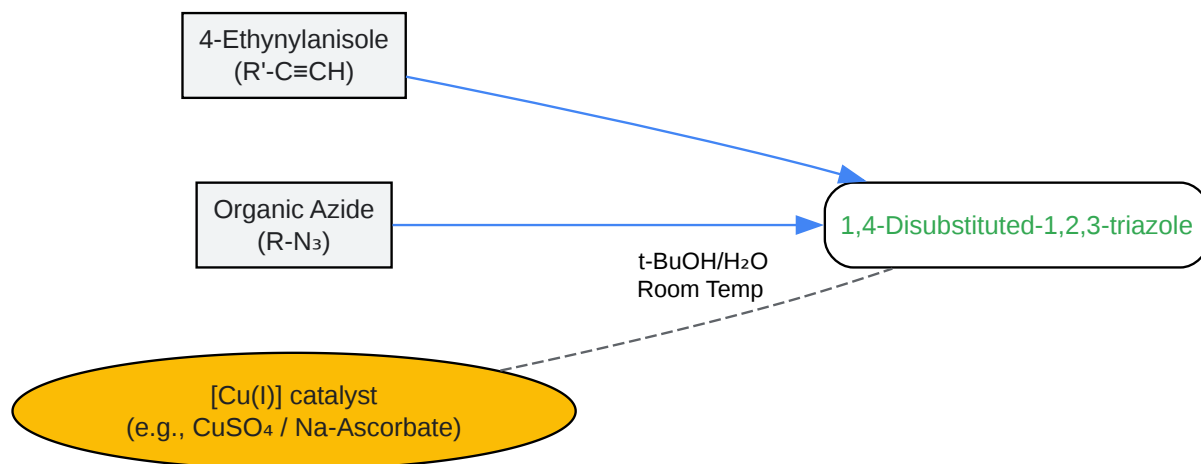 4-Ethynylanisole
(R'-C≡CH)
Organic Azide
(R-N₃)
1,4-Disubstituted-1,2,3-triazole
t-BuOH/H₂O
Room Temp
[Cu(I)] catalyst
(e.g., CuSO₄ / Na-Ascorbate)